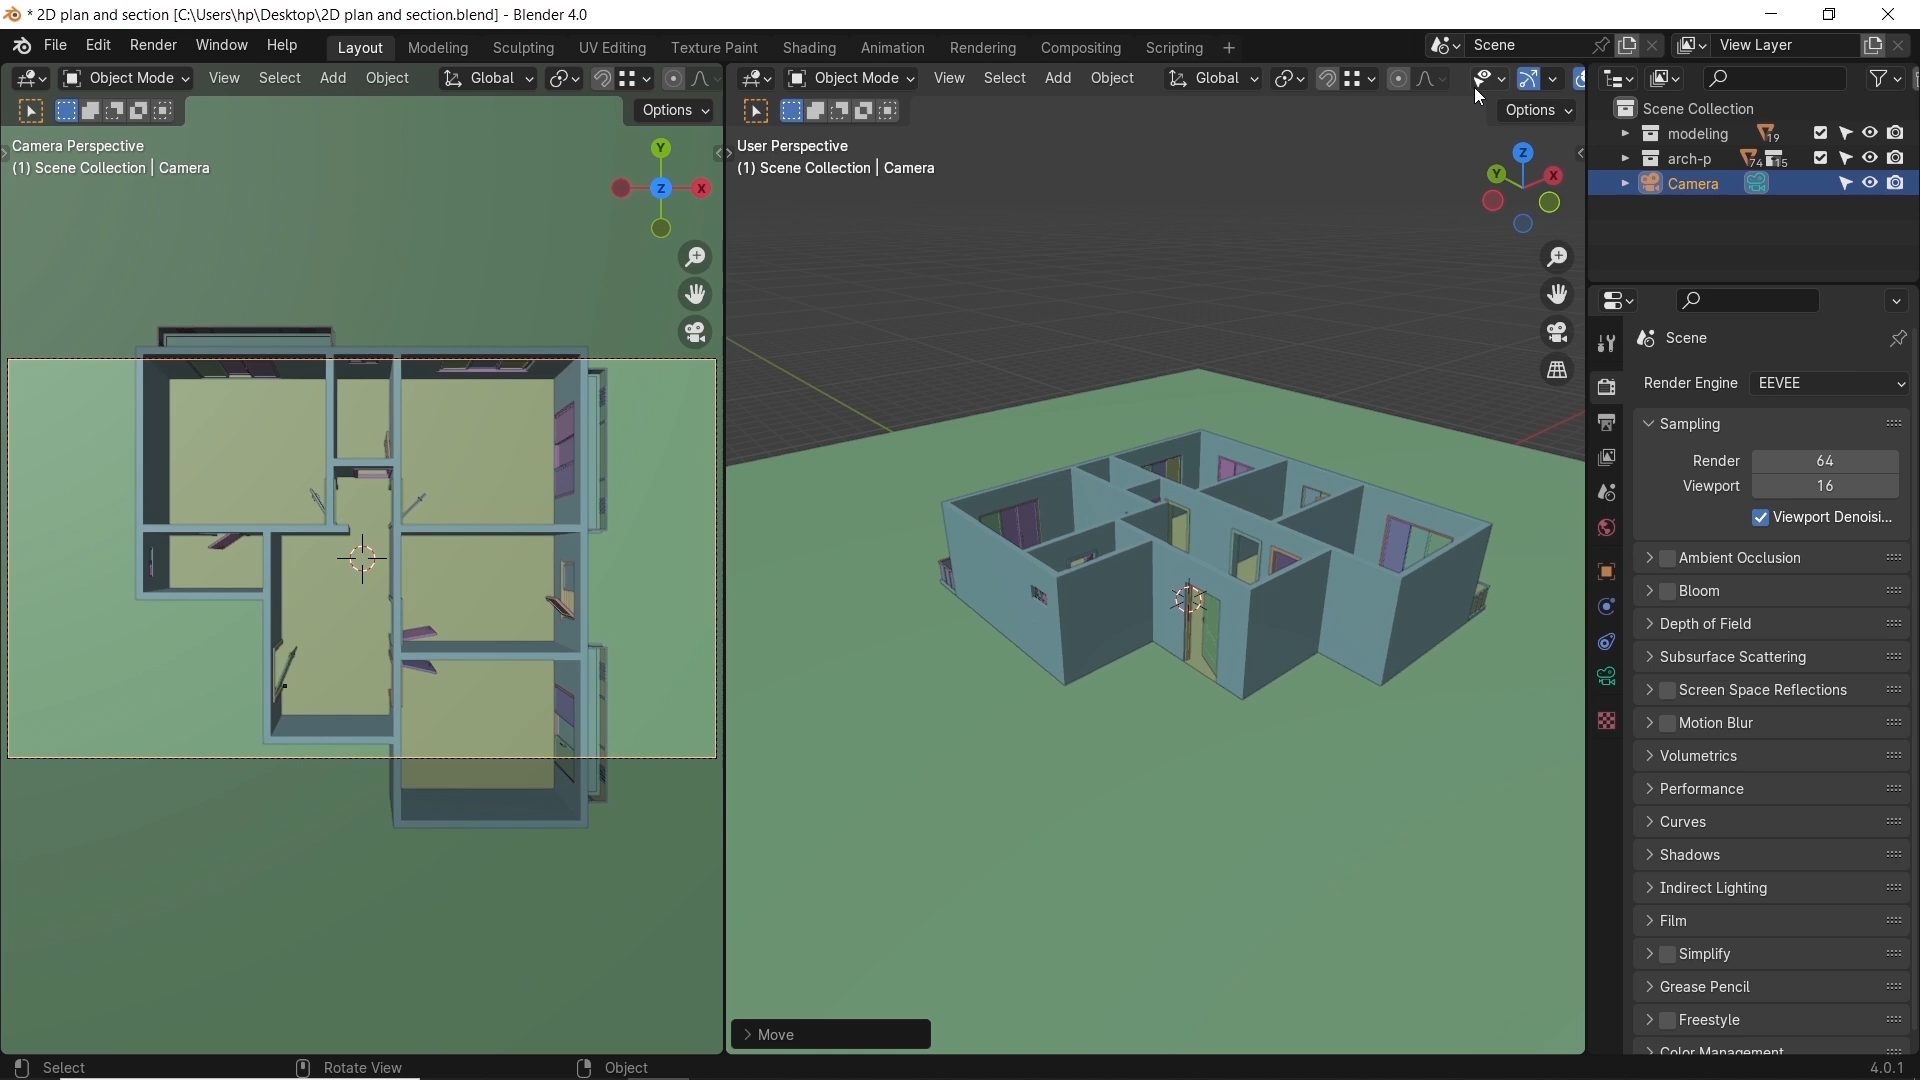 * 2D plan and section [C:\Users\hp\Desktop\2D plan and section.blend] - Blender 4.0
File Edit Render Window Help Layout Modeling Sculpting UV Editing Texture Paint Shading Animation Rendering Compositing Scripting + Scene View Layer
Object Mode View Select Add Object Global
Object Mode View Select Add Object Global
Options
Options
Camera Perspective
(1) Scene Collection | Camera
Y
Z
X
User Perspective
(1) Scene Collection | Camera
Z
Y
X
Scene Collection
modeling 19
arch-p 74 15
Camera
Scene
Render Engine EEVEE
Sampling
Render 64
Viewport 16
Viewport Denoisi...
Ambient Occlusion
Bloom
Depth of Field
Subsurface Scattering
Screen Space Reflections
Motion Blur
Volumetrics
Performance
Curves
Shadows
Indirect Lighting
Film
Simplify
Grease Pencil
Freestyle
Color Management
Move
Select Rotate View Object 4.0.1